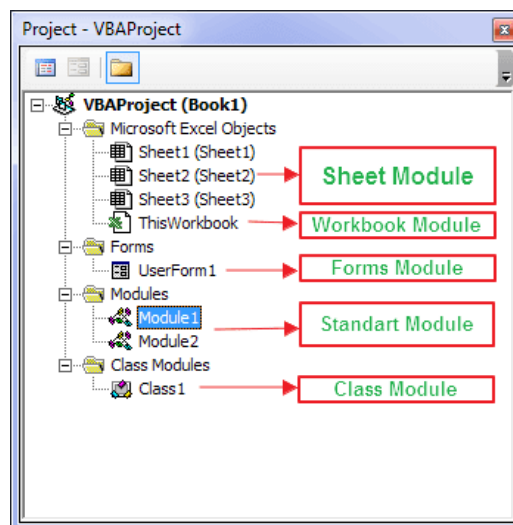 Project - VBAProject
VBAProject (Book1)
Microsoft Excel Objects
Sheet1 (Sheet1)
Sheet2 (Sheet2)
Sheet Module
Sheet3 (Sheet3)
ThisWorkbook
Workbook Module
Forms
UserForm1
Forms Module
Modules
Module1
Standart Module
Module2
Class Modules
Class1
Class Module